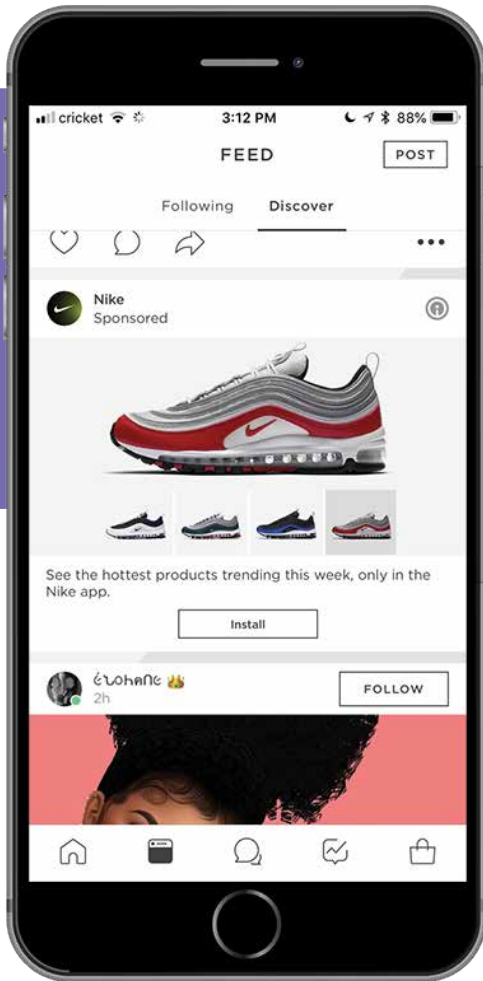 cricket 3:12 PM 88%
FEED POST
Following Discover
Nike
Sponsored
See the hottest products trending this week, only in the
Nike app.
Install
FOLLOW
2h